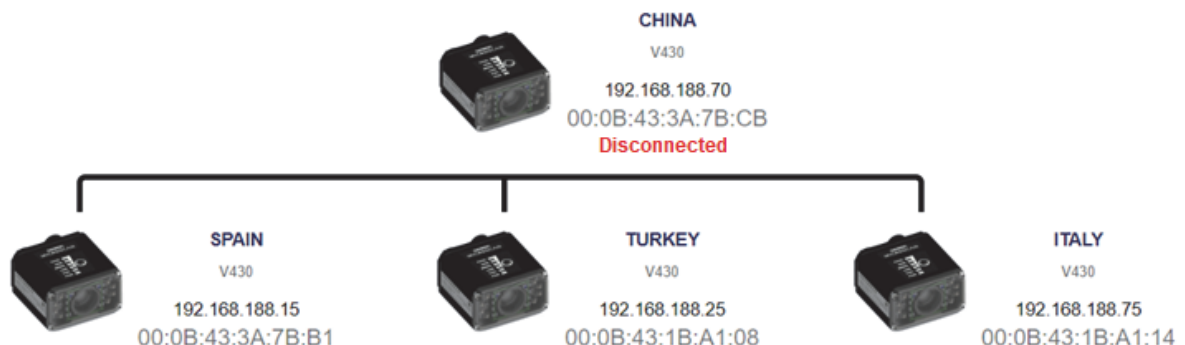 CHINA
V430
192.168.188.70
00:0B:43:3A:7B:CB
Disconnected
SPAIN
V430
192.168.188.15
00:0B:43:3A:7B:B1
TURKEY
V430
192.168.188.25
00:0B:43:1B:A1:08
ITALY
V430
192.168.188.75
00:0B:43:1B:A1:14